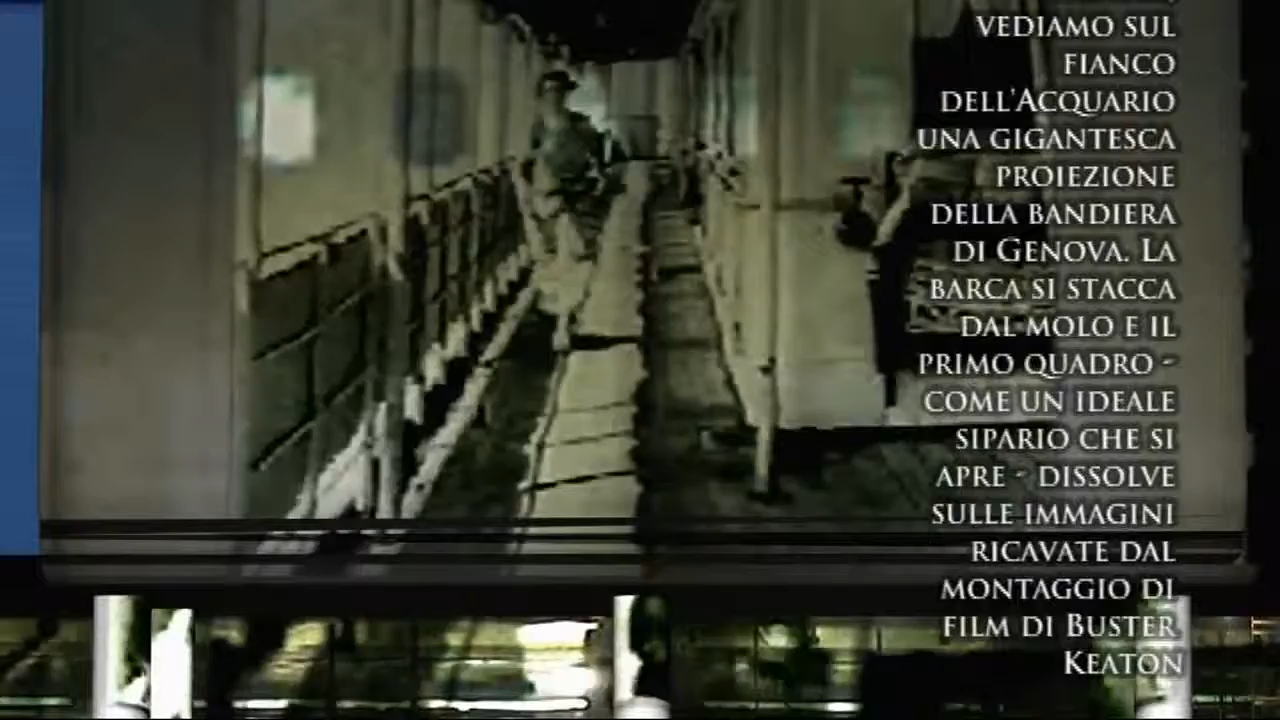 VEDIAMO SUL
FIANCO
DELL'ACQUARIO
UNA GIGANTESCA
PROIEZIONE
DELLA BANDIERA
DI GENOVA. LA
BARCA SI STACCA
DAL MOLO E IL
PRIMO QUADRO -
COME UN IDEALE
SIPARIO CHE SI
APRE - DISSOLVE
SULLE IMMAGINI
RICAVATE DAL
MONTAGGIO DI
FILM DI BUSTER
KEATON